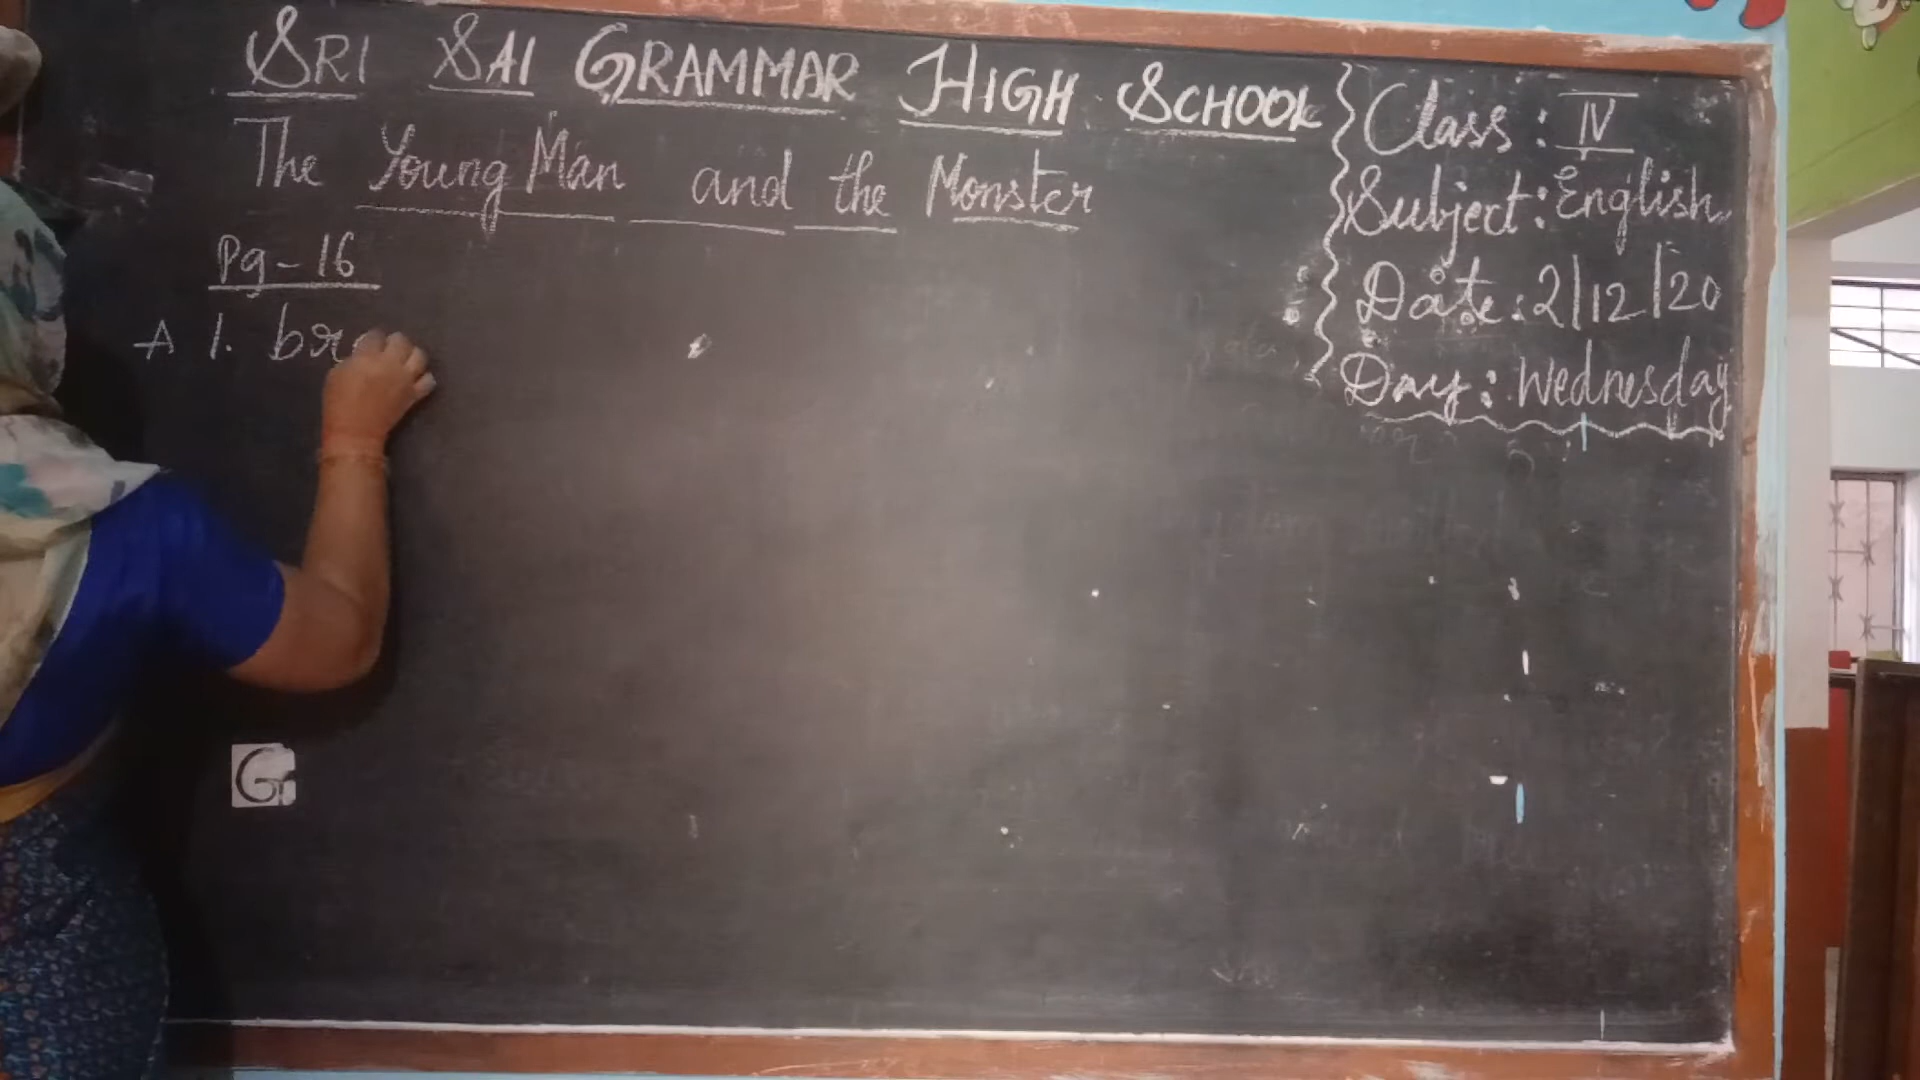 SRI SAI GRAMMAR HIGH SCHOOL
The Young Man and the Monster
Pg-16
A 1. br
G
Class : IV
Subject : English
Date : 2/12/20
Day : Wednesday